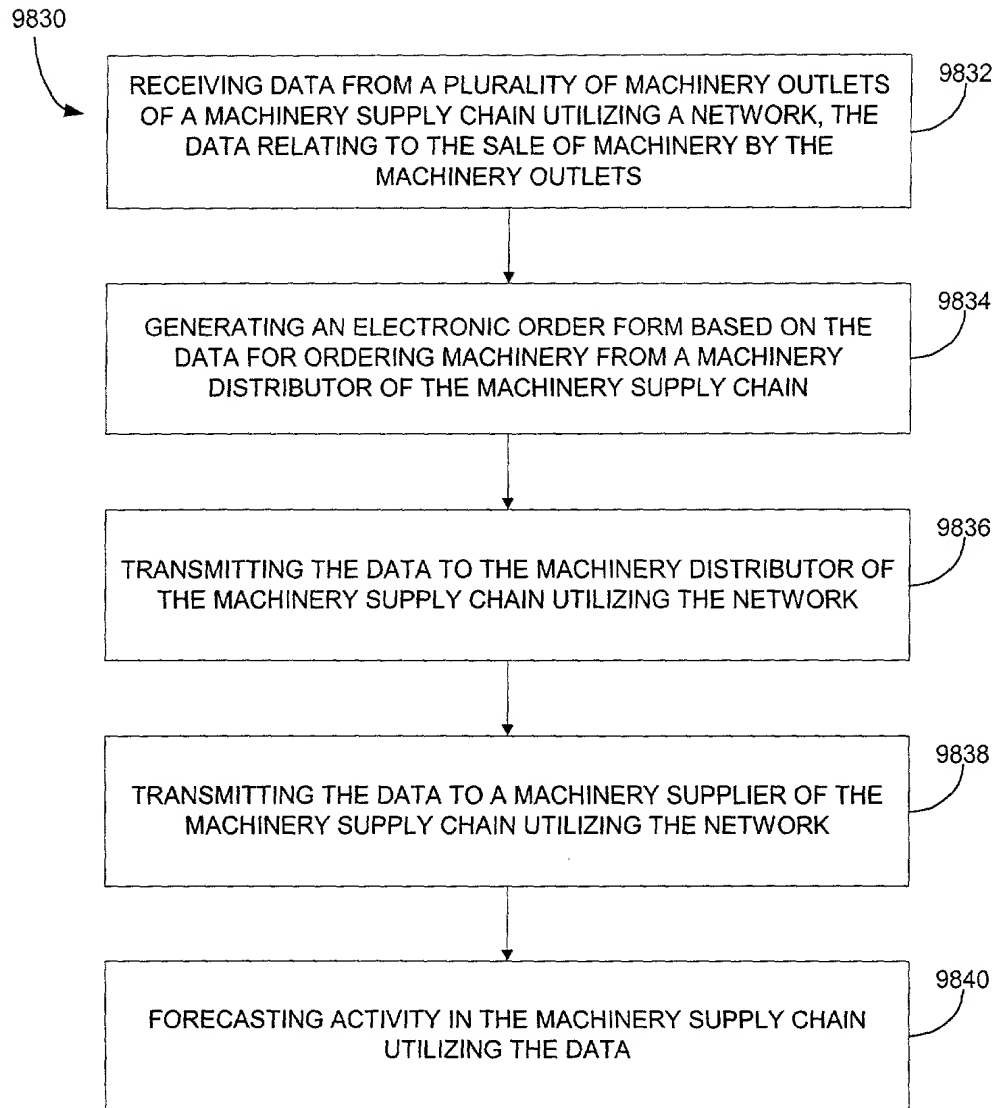 9830
RECEIVING DATA FROM A PLURALITY OF MACHINERY OUTLETS
OF A MACHINERY SUPPLY CHAIN UTILIZING A NETWORK, THE
DATA RELATING TO THE SALE OF MACHINERY BY THE
MACHINERY OUTLETS
9832
GENERATING AN ELECTRONIC ORDER FORM BASED ON THE
DATA FOR ORDERING MACHINERY FROM A MACHINERY
DISTRIBUTOR OF THE MACHINERY SUPPLY CHAIN
9834
TRANSMITTING THE DATA TO THE MACHINERY DISTRIBUTOR OF
THE MACHINERY SUPPLY CHAIN UTILIZING THE NETWORK
9836
TRANSMITTING THE DATA TO A MACHINERY SUPPLIER OF THE
MACHINERY SUPPLY CHAIN UTILIZING THE NETWORK
9838
FORECASTING ACTIVITY IN THE MACHINERY SUPPLY CHAIN
UTILIZING THE DATA
9840